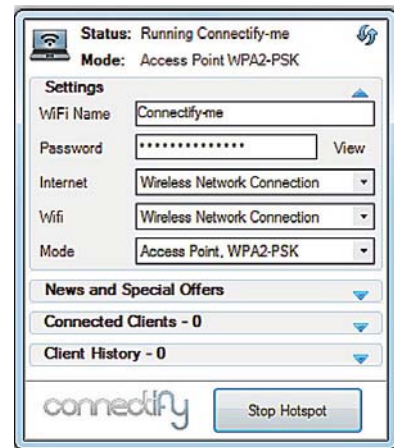 Status: Running Connectify-me
Mode: Access Point WPA2-PSK
Settings
WiFi Name Connectify-me
Password ************** View
Internet Wireless Network Connection
Wifi Wireless Network Connection
Mode Access Point, WPA2-PSK
News and Special Offers
Connected Clients - 0
Client History - 0
connectify Stop Hotspot